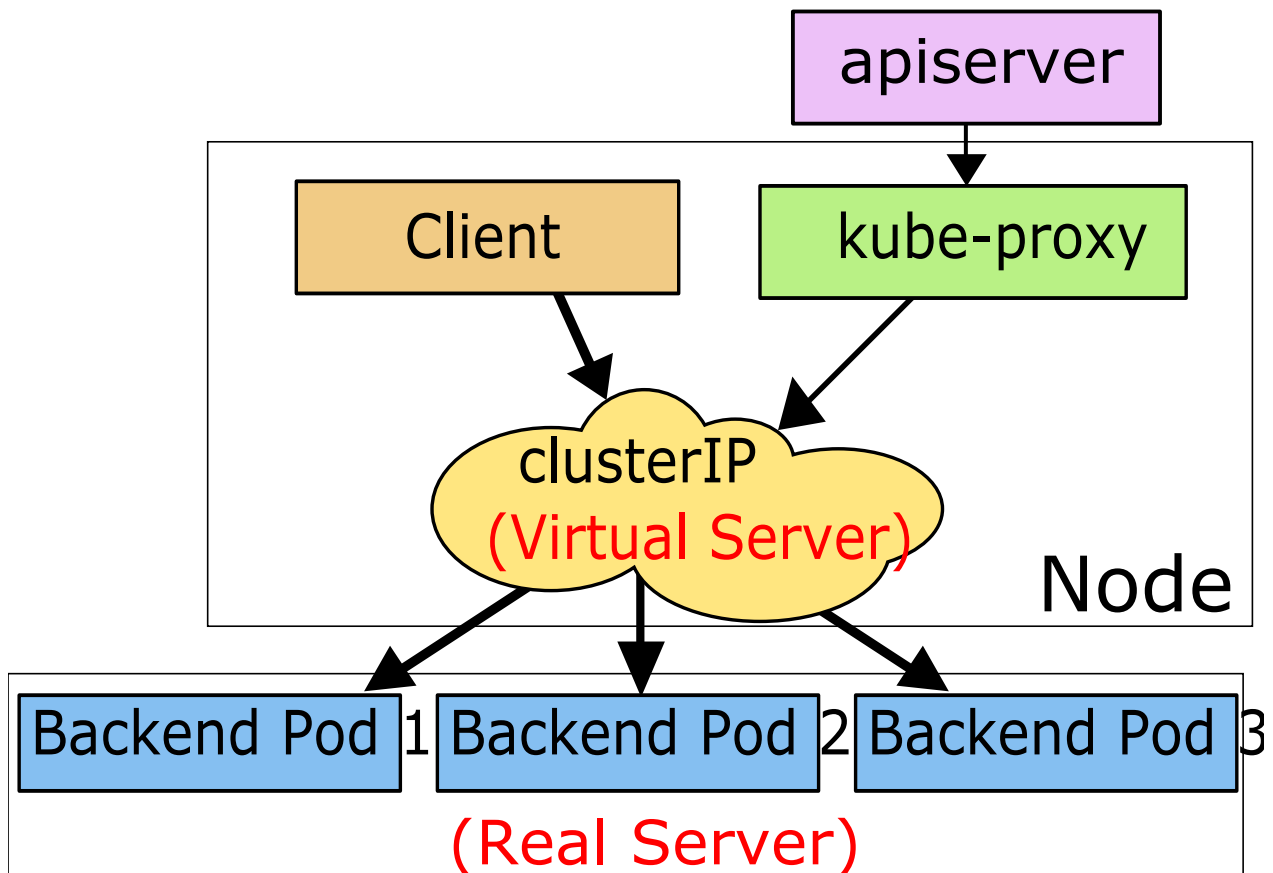 apiserver
Client
kube-proxy
clusterIP
(Virtual Server)
Node
Backend Pod 1
Backend Pod 2
Backend Pod 3
(Real Server)